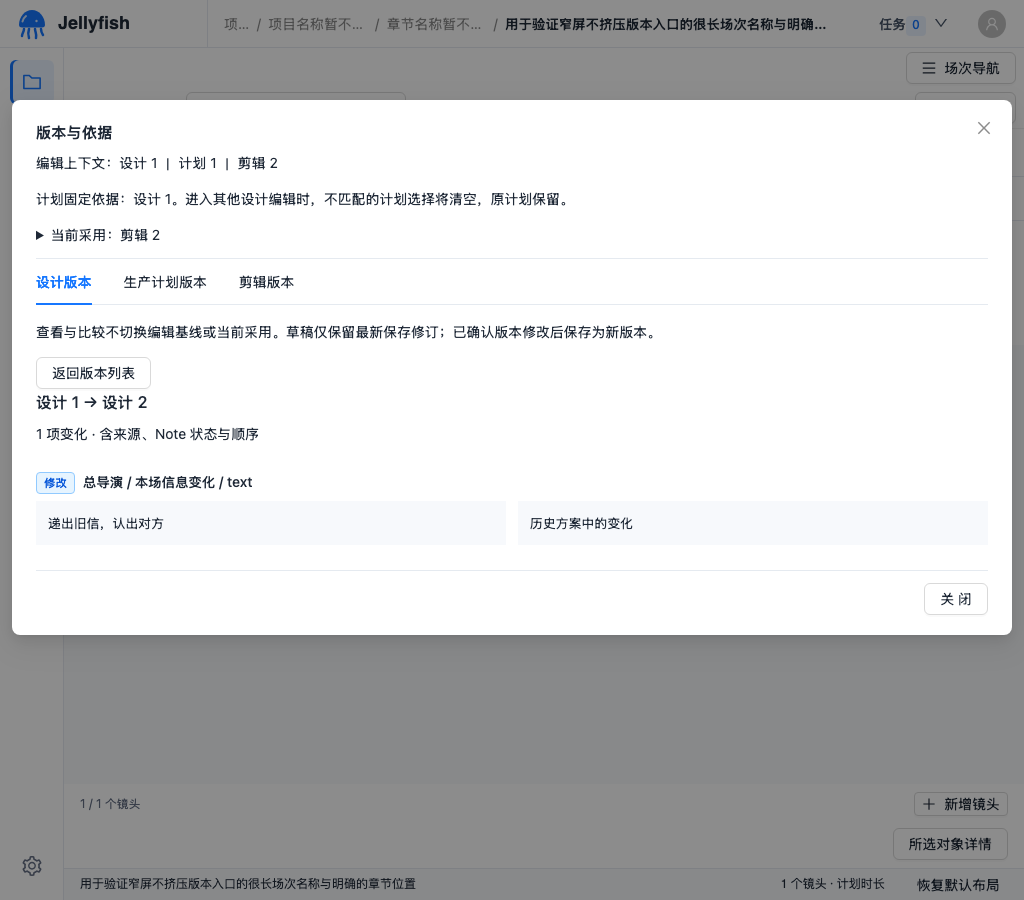 Jellyfish
项... / 项目名称暂不... / 章节名称暂不... / 用于验证窄屏不挤压版本入口的很长场次名称与明确...
任务 0
场次导航
版本与依据
编辑上下文：设计 1 | 计划 1 | 剪辑 2
计划固定依据：设计 1。进入其他设计编辑时，不匹配的计划选择将清空，原计划保留。
当前采用：剪辑 2
设计版本 生产计划版本 剪辑版本
查看与比较不切换编辑基线或当前采用。草稿仅保留最新保存修订；已确认版本修改后保存为新版本。
返回版本列表
设计 1 → 设计 2
1 项变化 · 含来源、Note 状态与顺序
修改 总导演 / 本场信息变化 / text
递出旧信，认出对方
历史方案中的变化
关 闭
1 / 1 个镜头
新增镜头
所选对象详情
用于验证窄屏不挤压版本入口的很长场次名称与明确的章节位置
1 个镜头 · 计划时长
恢复默认布局